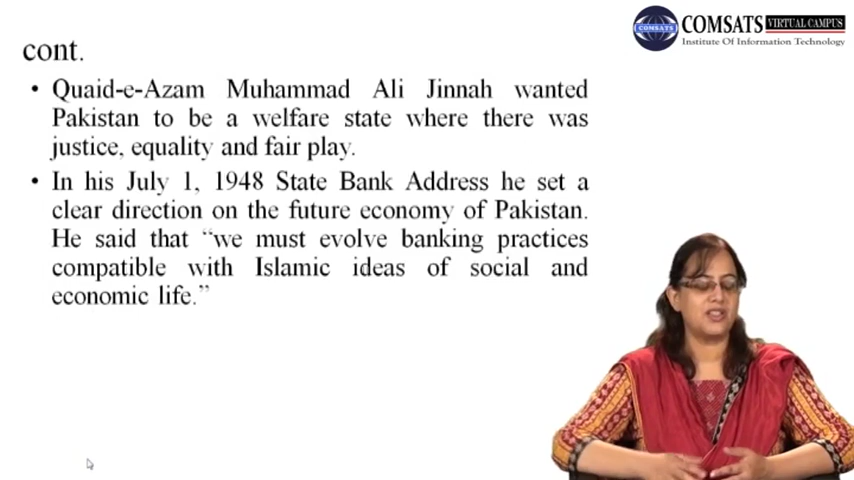 COMSATS VIRTUAL CAMPUS
COMSATS
Institute Of Information Technology
cont.
• Quaid-e-Azam Muhammad Ali Jinnah wanted
Pakistan to be a welfare state where there was
justice, equality and fair play.
• In his July 1, 1948 State Bank Address he set a
clear direction on the future economy of Pakistan.
He said that “we must evolve banking practices
compatible with Islamic ideas of social and
economic life.”